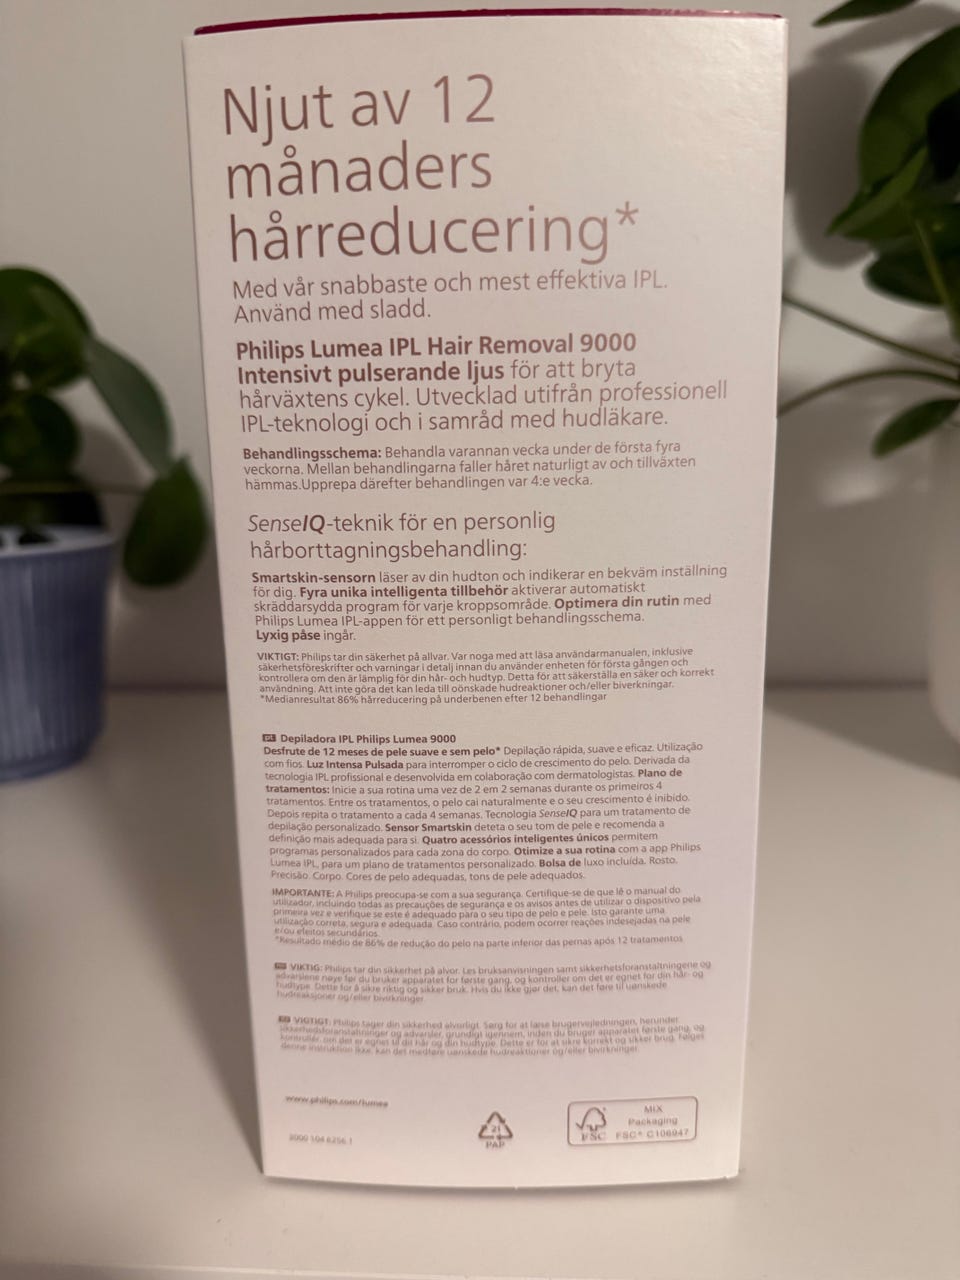 Njut av 12
månaders
hårreducering*
Med vår snabbaste och mest effektiva IPL.
Använd med sladd.
Philips Lumea IPL Hair Removal 9000
Intensivt pulserande ljus för att bryta
hårväxtens cykel. Utvecklad utifrån professionell
IPL-teknologi och i samråd med hudläkare.
Behandlingsschema: Behandla varannan vecka under de första fyra
veckorna. Mellan behandlingarna faller håret naturligt av och tillväxten
hämmas.Upprepa därefter behandlingen var 4:e vecka.
SenseIQ-teknik för en personlig
hårborttagningsbehandling:
Smartskin-sensorn läser av din hudton och indikerar en bekväm inställning
för dig. Fyra unika intelligenta tillbehör aktiverar automatiskt
skräddarsydda program för varje kroppsområde. Optimera din rutin med
Philips Lumea IPL-appen för ett personligt behandlingsschema.
Lyxig påse ingår.
VIKTIGT: Philips tar din säkerhet på allvar. Var noga med att läsa användarmanualen, inklusive
säkerhetsföreskrifter och varningar i detalj innan du använder enheten för första gången och
kontrollera om den är lämplig för din hår- och hudtyp. Detta för att säkerställa en säker och korrekt
användning. Att inte göra det kan leda till oönskade hudreaktioner och/eller biverkningar.
*Medianresultat 86% hårreducering på underbenen efter 12 behandlingar
Depiladora IPL Philips Lumea 9000
Desfrute de 12 meses de pele suave e sem pelo* Depilação rápida, suave e eficaz. Utilização
com fios. Luz Intensa Pulsada para interromper o ciclo de crescimento do pelo. Derivada da
tecnologia IPL profissional e desenvolvida em colaboração com dermatologistas. Plano de
tratamentos: Inicie a sua rotina uma vez de 2 em 2 semanas durante os primeiros 4
tratamentos. Entre os tratamentos, o pelo cai naturalmente e o seu crescimento é inibido.
Depois repita o tratamento a cada 4 semanas. Tecnologia SenseIQ para um tratamento de
depilação personalizado. Sensor Smartskin deteta o seu tom de pele e recomenda a
definição mais adequada para si. Quatro acessórios inteligentes únicos permitem
programas personalizados para cada zona do corpo. Otimize a sua rotina com a app Philips
Lumea IPL, para um plano de tratamentos personalizado. Bolsa de luxo incluída. Rosto.
Precisão. Corpo. Cores de pelo adequadas, tons de pele adequados.
IMPORTANTE: A Philips preocupa-se com a sua segurança. Certifique-se de que lê o manual do
utilizador, incluindo todas as precauções de segurança e os avisos antes de utilizar o dispositivo pela
primeira vez e verifique se este é adequado para o seu tipo de pelo e pele. Isto garante uma
utilização correta, segura e adequada. Caso contrário, podem ocorrer reações indesejadas na pele
e/ou efeitos secundários.
*Resultado médio de 86% de redução do pelo na parte inferior das pernas após 12 tratamentos
VIKTIG: Philips tar din sikkerhet på alvor. Les bruksanvisningen samt sikkerhetsforanstaltningene og
advarslene nøye før du bruker apparatet for første gang, og kontroller om det er egnet for din hår- og
hudtype. Dette for å sikre riktig og sikker bruk. Hvis du ikke gjør det, kan det føre til uønskede
hudreaksjoner og/eller bivirkninger.
VIGTIGT: Philips tager din sikkerhed alvorligt. Sørg for at læse brugervejledningen, herunder
sikkerhedsforanstaltninger og advarsler, grundigt igennem, inden du bruger apparatet første gang, og
kontrollér, om det er egnet til dit hår og din hudtype. Dette er for at sikre korrekt og sikker brug. Følges
denne instruktion ikke, kan det medføre uønskede hudreaktioner og/eller bivirkninger.
www.philips.com/lumea
3000 104 6256 1
21
PAP
FSC
MIX
Packaging
FSC® C106947